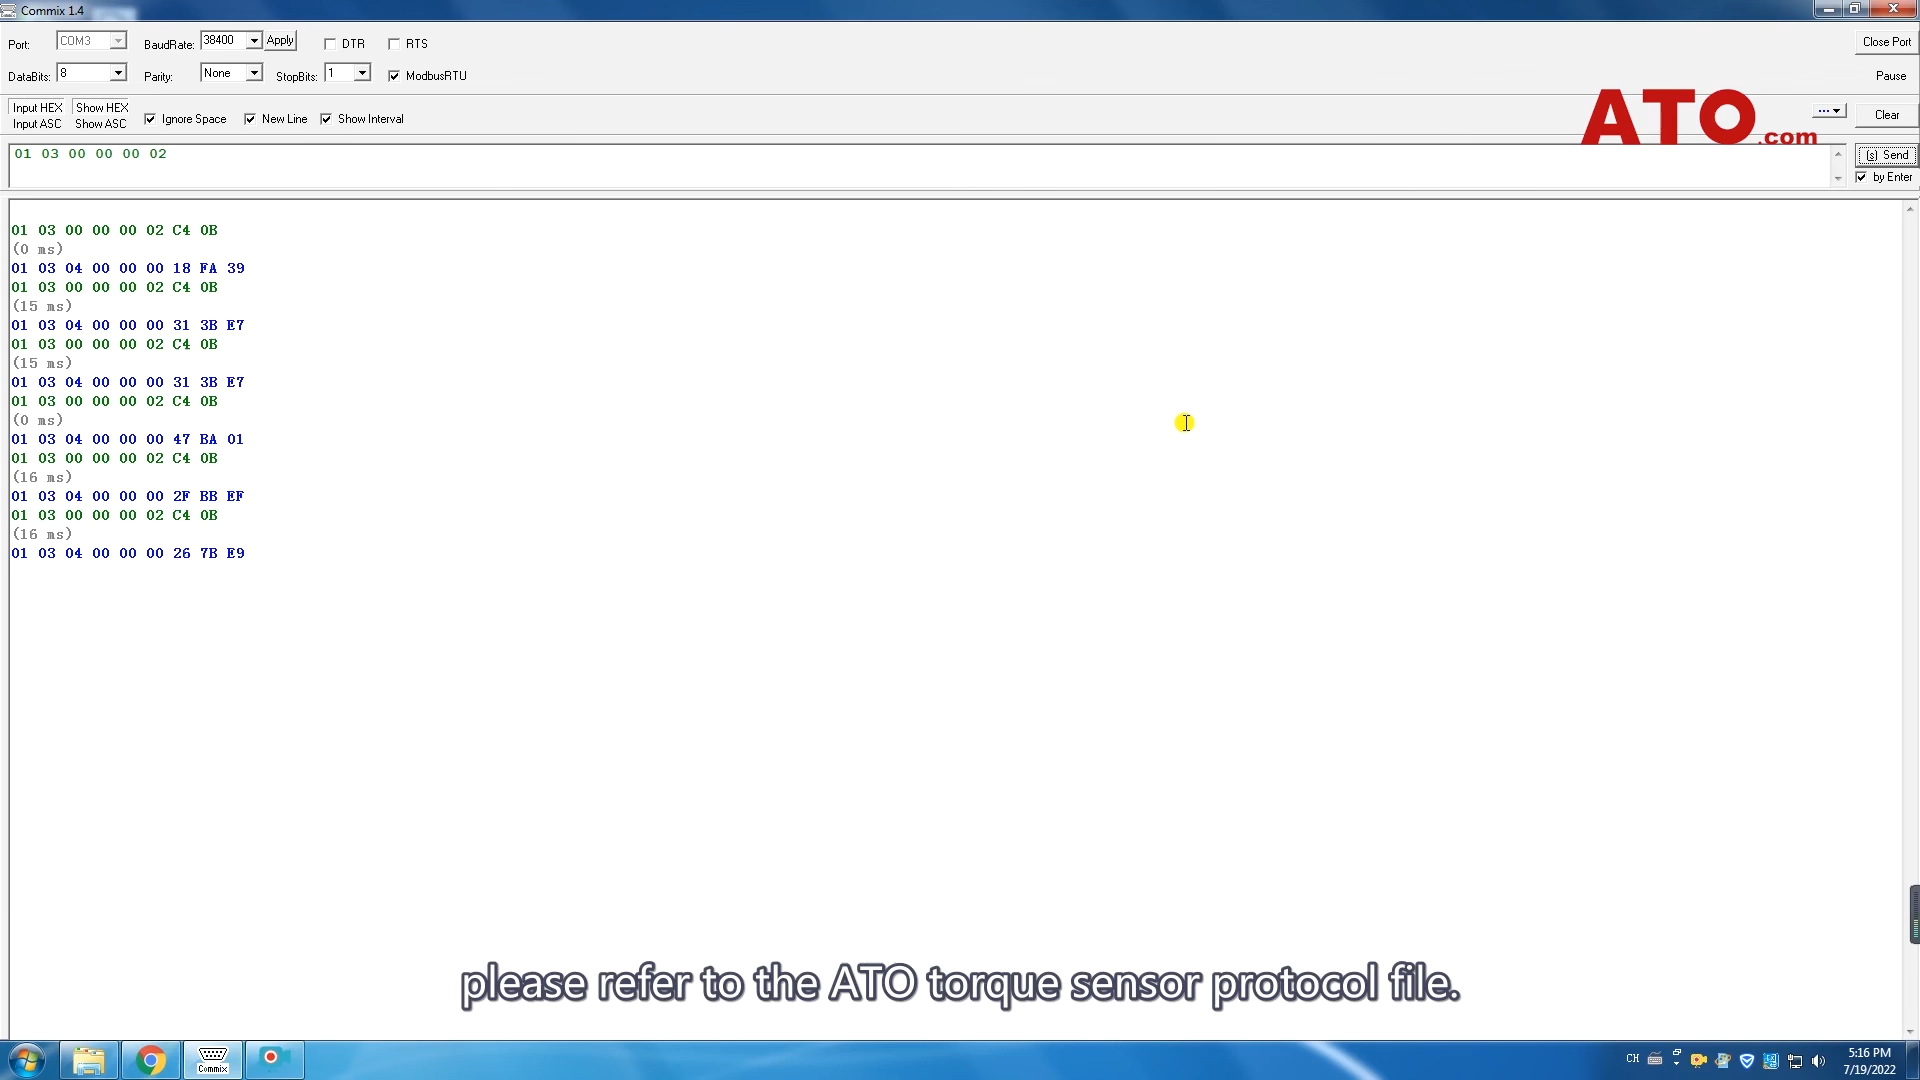 Commix 1.4
Port: COM3 BaudRate: 38400 Apply DTR RTS Close Port
DataBits: 8 Parity: None StopBits: 1 ModbusRTU Pause
Input HEX Show HEX
Input ASC Show ASC Ignore Space New Line Show Interval ... Clear
ATO.com
01 03 00 00 00 02 [s] Send
by Enter
01 03 00 00 00 02 C4 0B
(0 ms)
01 03 04 00 00 00 18 FA 39
01 03 00 00 00 02 C4 0B
(15 ms)
01 03 04 00 00 00 31 3B E7
01 03 00 00 00 02 C4 0B
(15 ms)
01 03 04 00 00 00 31 3B E7
01 03 00 00 00 02 C4 0B
(0 ms)
01 03 04 00 00 00 47 BA 01
01 03 00 00 00 02 C4 0B
(16 ms)
01 03 04 00 00 00 2F BB EF
01 03 00 00 00 02 C4 0B
(16 ms)
01 03 04 00 00 00 26 7B E9
please refer to the ATO torque sensor protocol file.
Commix
CH
5:16 PM
7/19/2022